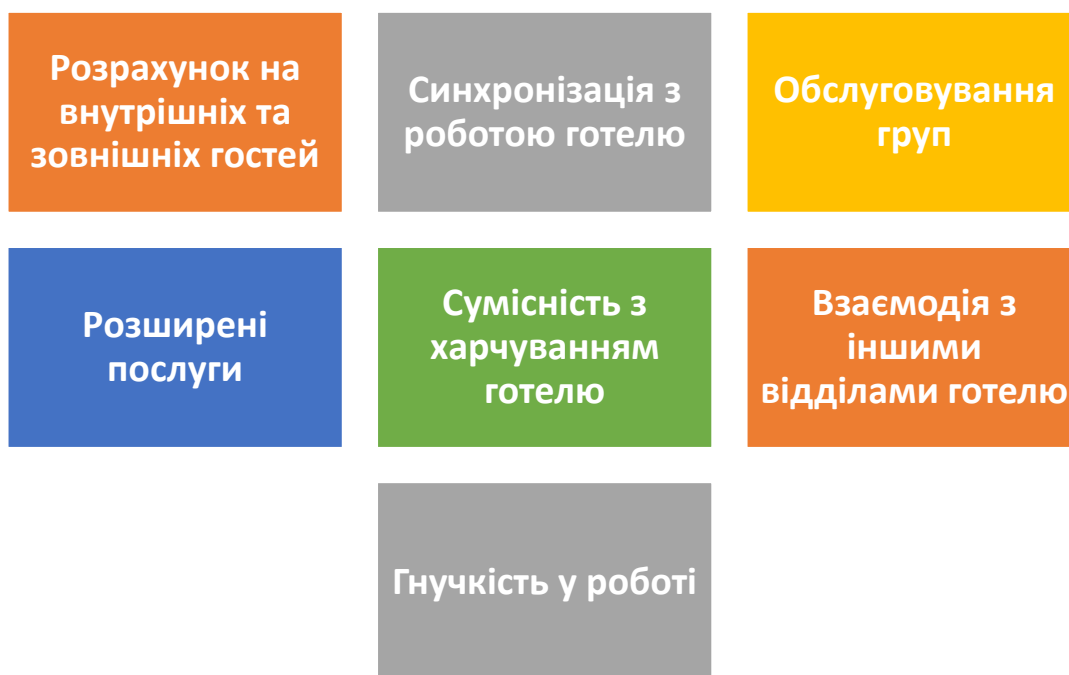 Розрахунок на
внутрішніх та
зовнішніх гостей
Синхронізація з
роботою готелю
Обслуговування
груп
Розширені
послуги
Сумісність з
харчуванням
готелю
Взаємодія з
іншими
відділами готелю
Гнучкість у роботі